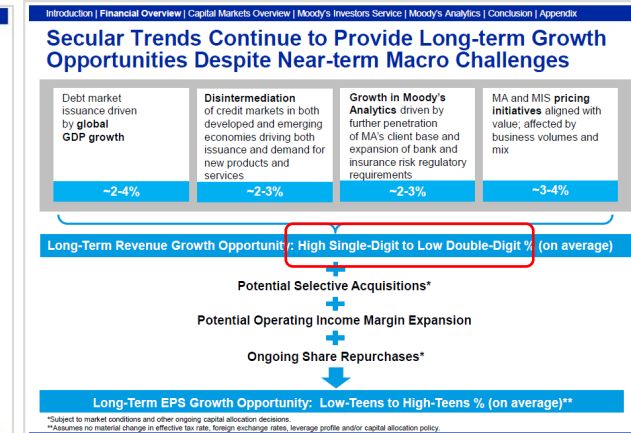 Introduction | Financial Overview | Capital Markets Overview | Moody's Investors Service | Moody's Analytics | Conclusion | Appendix
Secular Trends Continue to Provide Long-term Growth
Opportunities Despite Near-term Macro Challenges
Debt market
issuance driven
by global
GDP growth
~2-4%
Disintermediation
of credit markets in both
developed and emerging
economies driving both
issuance and demand for
new products and
services
~2-3%
Growth in Moody's
Analytics driven by
further penetration
of MA's client base and
expansion of bank and
insurance risk regulatory
requirements
~2-3%
MA and MIS pricing
initiatives aligned with
value; affected by
business volumes and
mix
~3-4%
Long-Term Revenue Growth Opportunity: High Single-Digit to Low Double-Digit % (on average)
Potential Selective Acquisitions*
Potential Operating Income Margin Expansion
Ongoing Share Repurchases*
Long-Term EPS Growth Opportunity: Low-Teens to High-Teens % (on average)**
*Subject to market conditions and other ongoing capital allocation decisions.
**Assumes no material change in effective tax rate, foreign exchange rates, leverage profile and/or capital allocation policy.